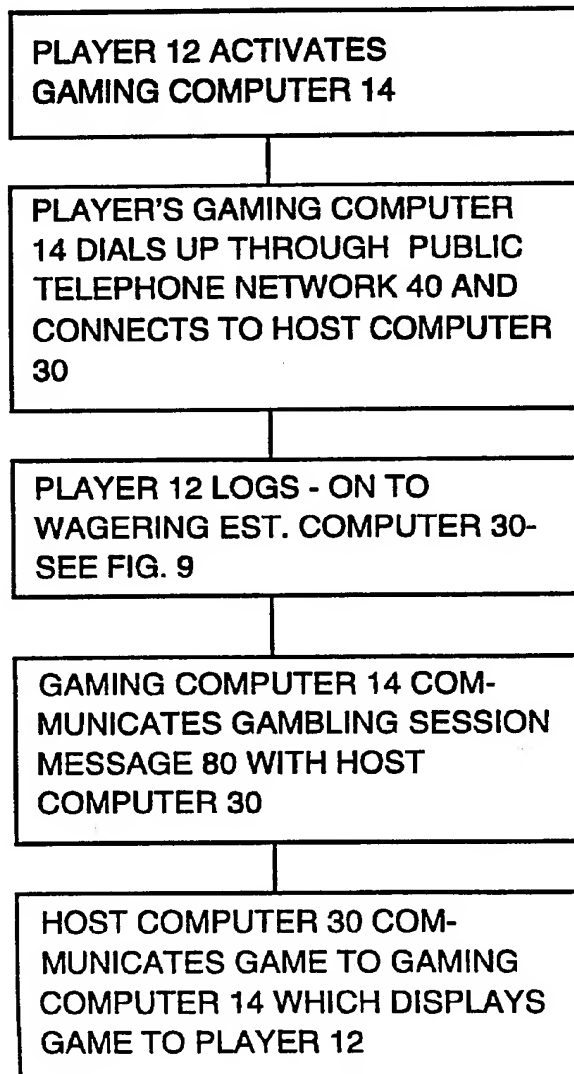 PLAYER 12 ACTIVATES
GAMING COMPUTER 14
PLAYER'S GAMING COMPUTER
14 DIALS UP THROUGH PUBLIC
TELEPHONE NETWORK 40 AND
CONNECTS TO HOST COMPUTER
30
PLAYER 12 LOGS - ON TO
WAGERING EST. COMPUTER 30-
SEE FIG. 9
GAMING COMPUTER 14 COM-
MUNICATES GAMBLING SESSION
MESSAGE 80 WITH HOST
COMPUTER 30
HOST COMPUTER 30 COM-
MUNICATES GAME TO GAMING
COMPUTER 14 WHICH DISPLAYS
GAME TO PLAYER 12